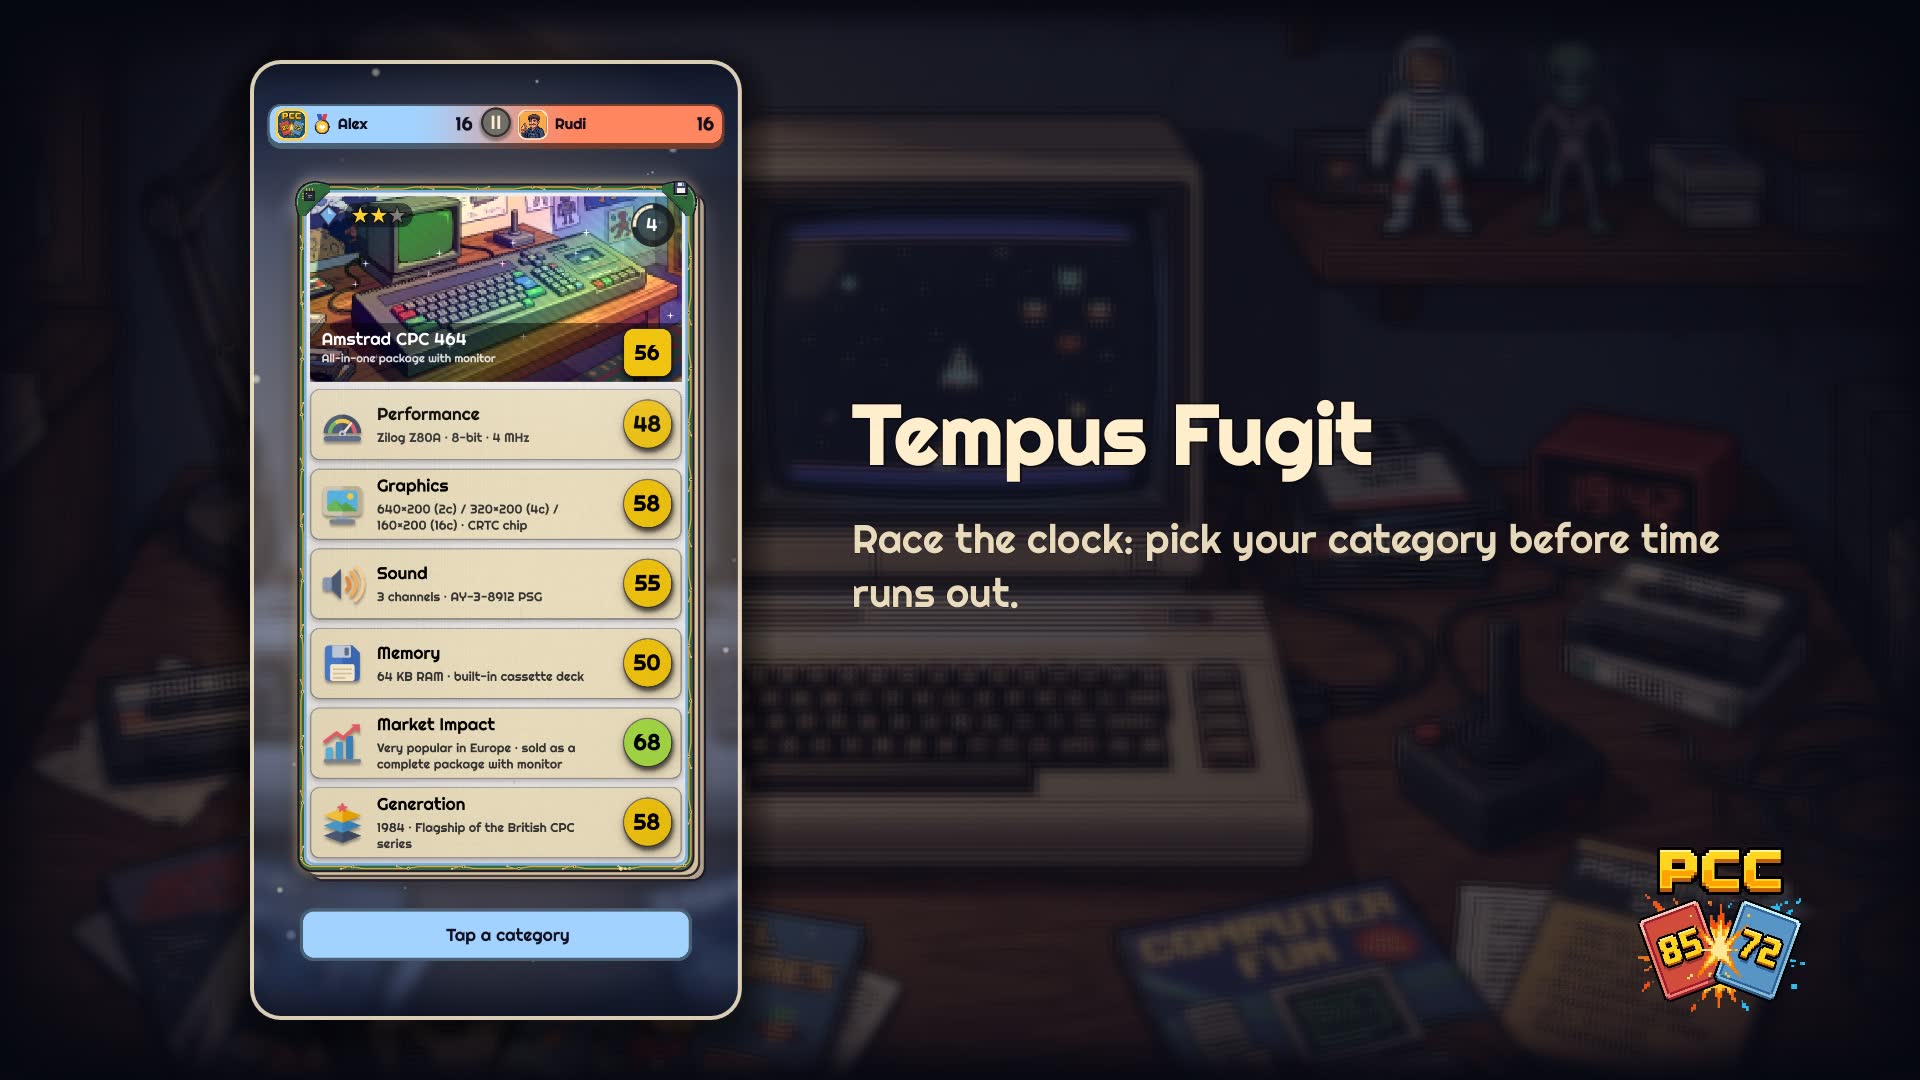 PCC
Alex
16
Rudi
16
4
Amstrad CPC 464
All-in-one package with monitor
56
Performance
Zilog Z80A · 8-bit · 4 MHz
48
Graphics
640×200 (2c) / 320×200 (4c) /
160×200 (16c) · CRTC chip
58
Sound
3 channels · AY-3-8912 PSG
55
Memory
64 KB RAM · built-in cassette deck
50
Market Impact
Very popular in Europe · sold as a
complete package with monitor
68
Generation
1984 · Flagship of the British CPC
series
58
Tap a category
Tempus Fugit
Race the clock: pick your category before time
runs out.
COMPUTER
FUN
PCC
85 72